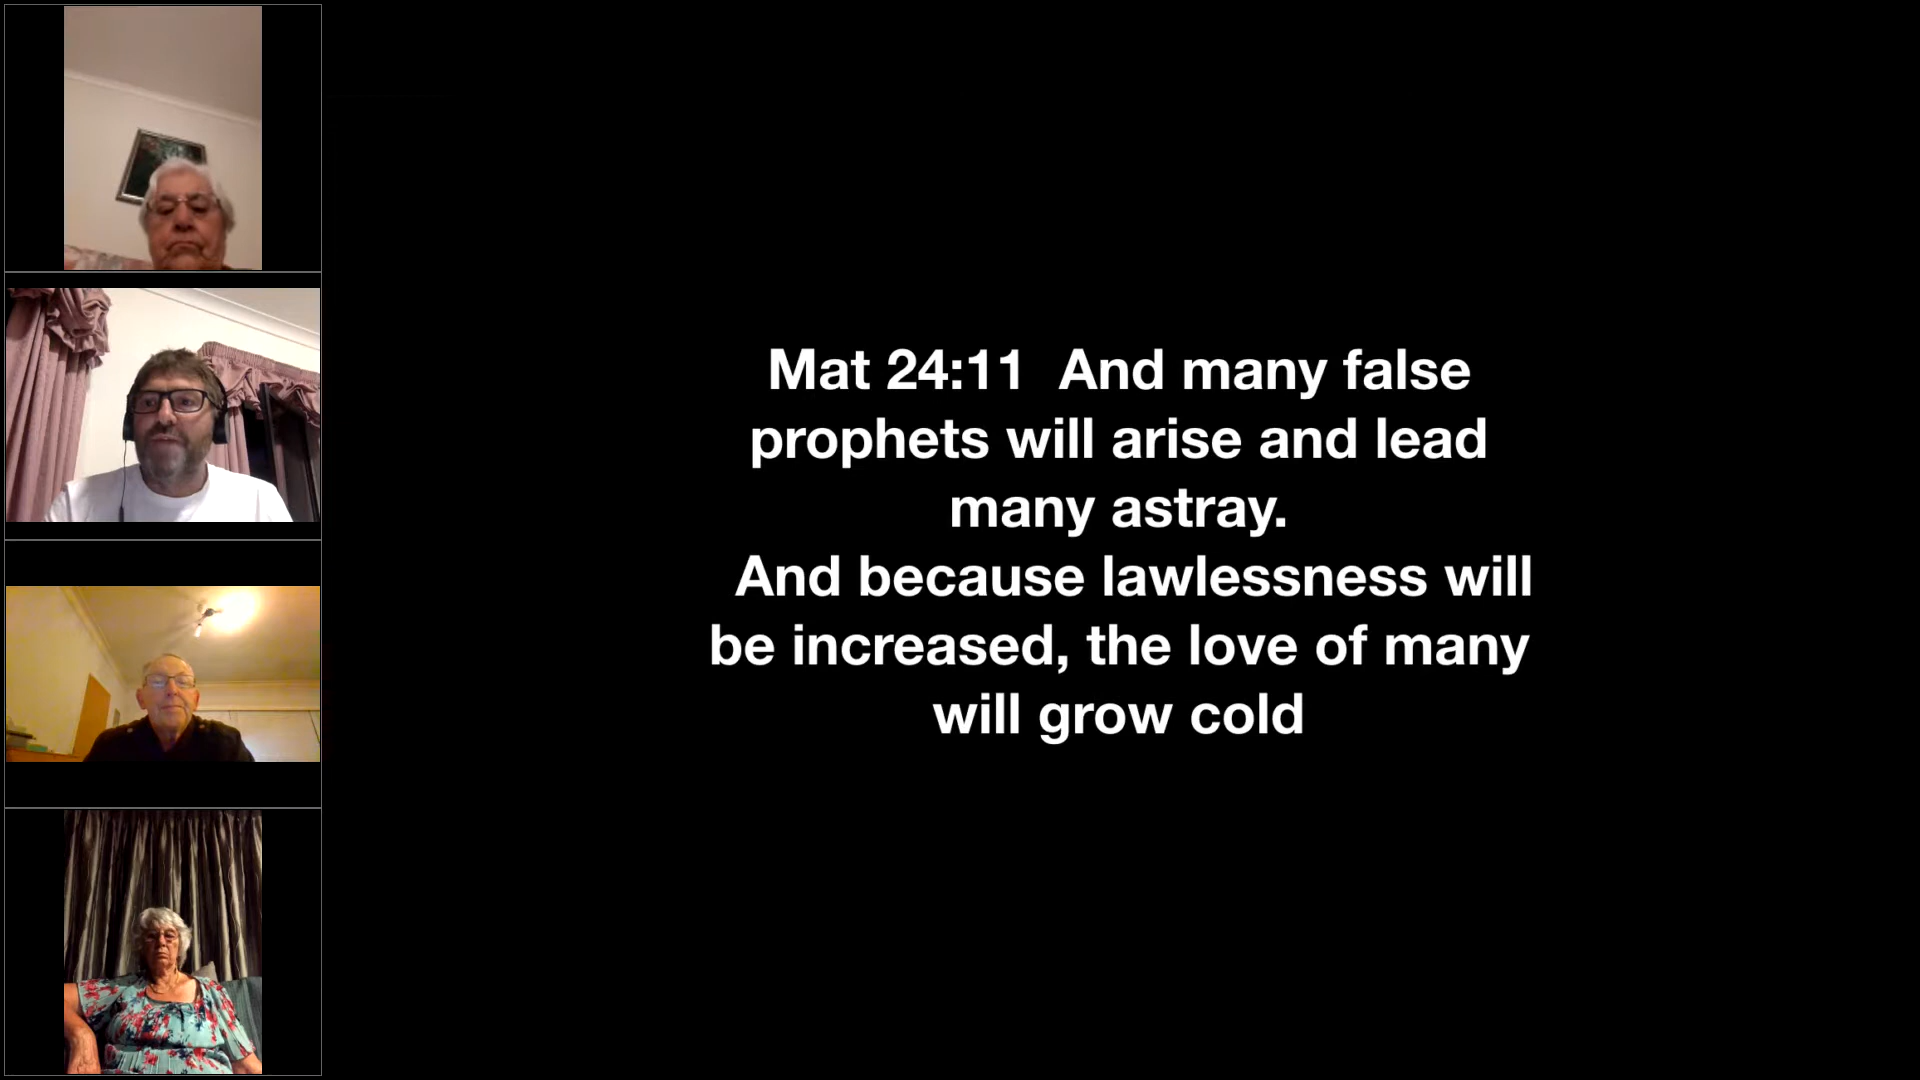 Mat 24:11  And many false
prophets will arise and lead
many astray.
And because lawlessness will
be increased, the love of many
will grow cold